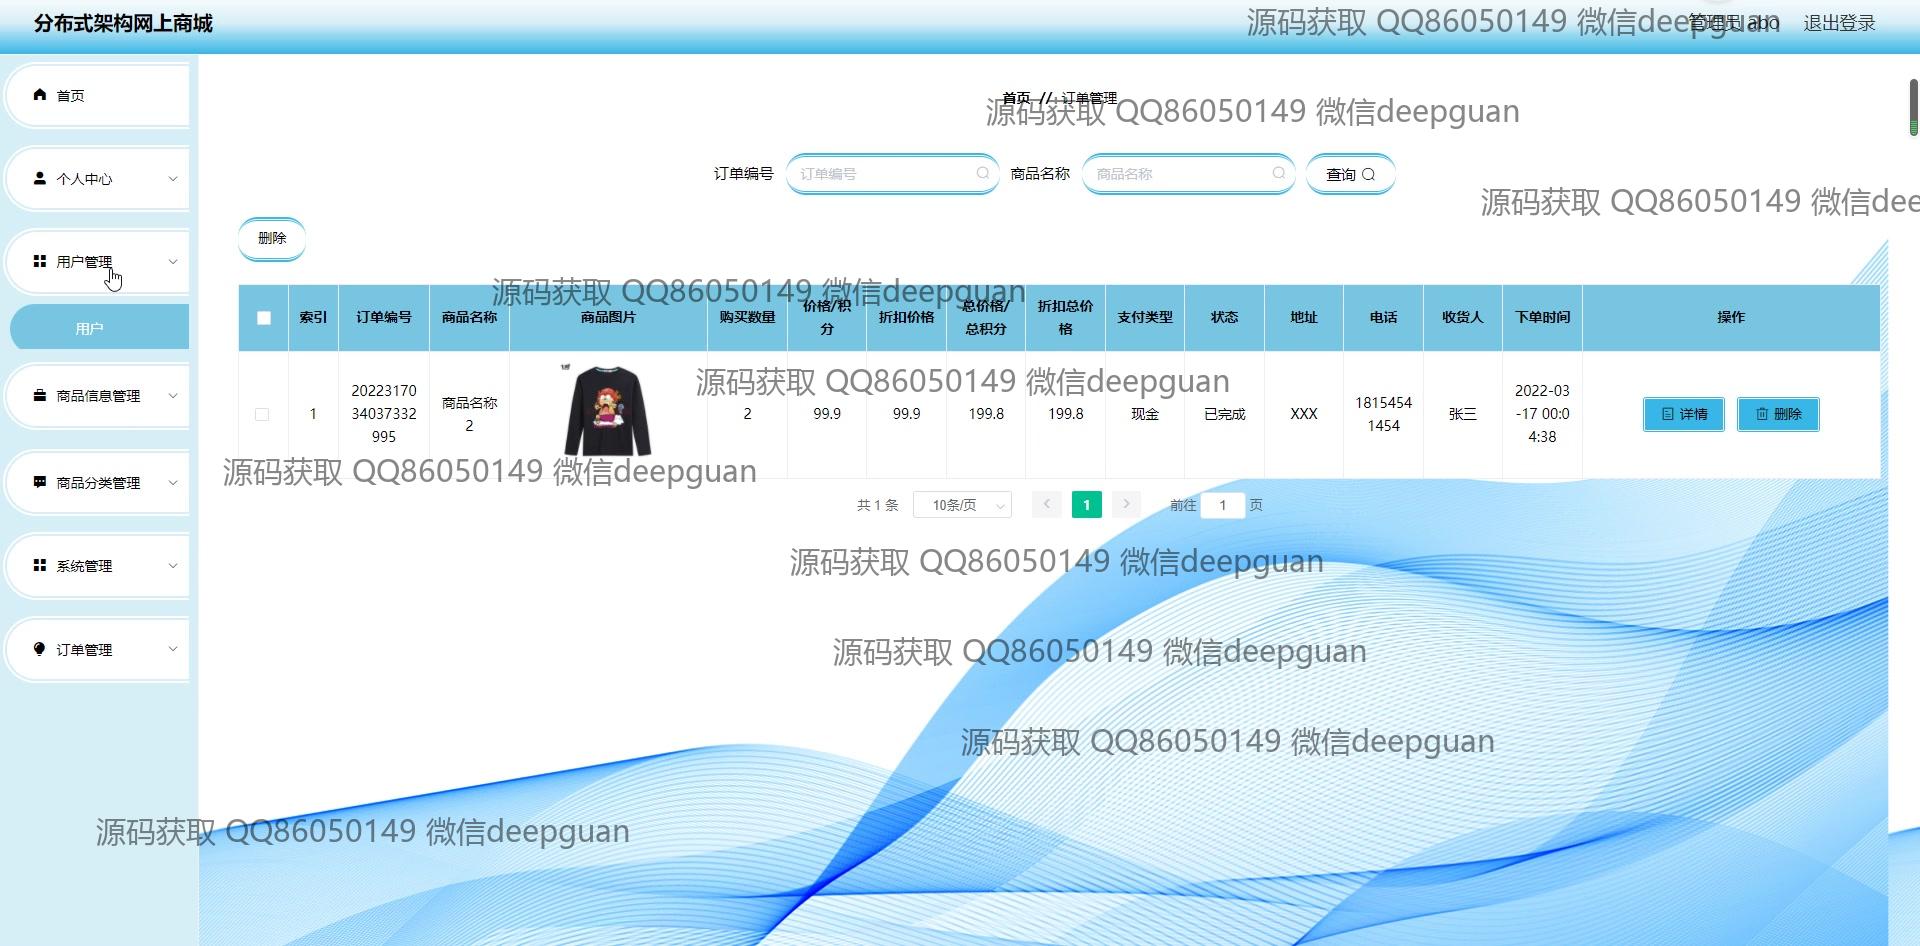 分布式架构网上商城
源码获取 QQ86050149 微信deepguan
管理员 abo
退出登录
首页
个人中心
用户管理
用户
商品信息管理
商品分类管理
系统管理
订单管理
首页 // 订单管理
源码获取 QQ86050149 微信deepguan
订单编号 订单编号 商品名称 商品名称 查询
源码获取 QQ86050149 微信dee
删除
源码获取 QQ86050149 微信deepguan
索引 订单编号 商品名称 商品图片 购买数量 价格/积分 折扣价格 总价格/总积分 折扣总价格 支付类型 状态 地址 电话 收货人 下单时间 操作
源码获取 QQ86050149 微信deepguan
1 2022317034037332995 商品名称2 2 99.9 99.9 199.8 199.8 现金 已完成 XXX 18154541454 张三 2022-03-17 00:04:38 详情 删除
源码获取 QQ86050149 微信deepguan
共 1 条 10条/页 1 前往 1 页
源码获取 QQ86050149 微信deepguan
源码获取 QQ86050149 微信deepguan
源码获取 QQ86050149 微信deepguan
源码获取 QQ86050149 微信deepguan